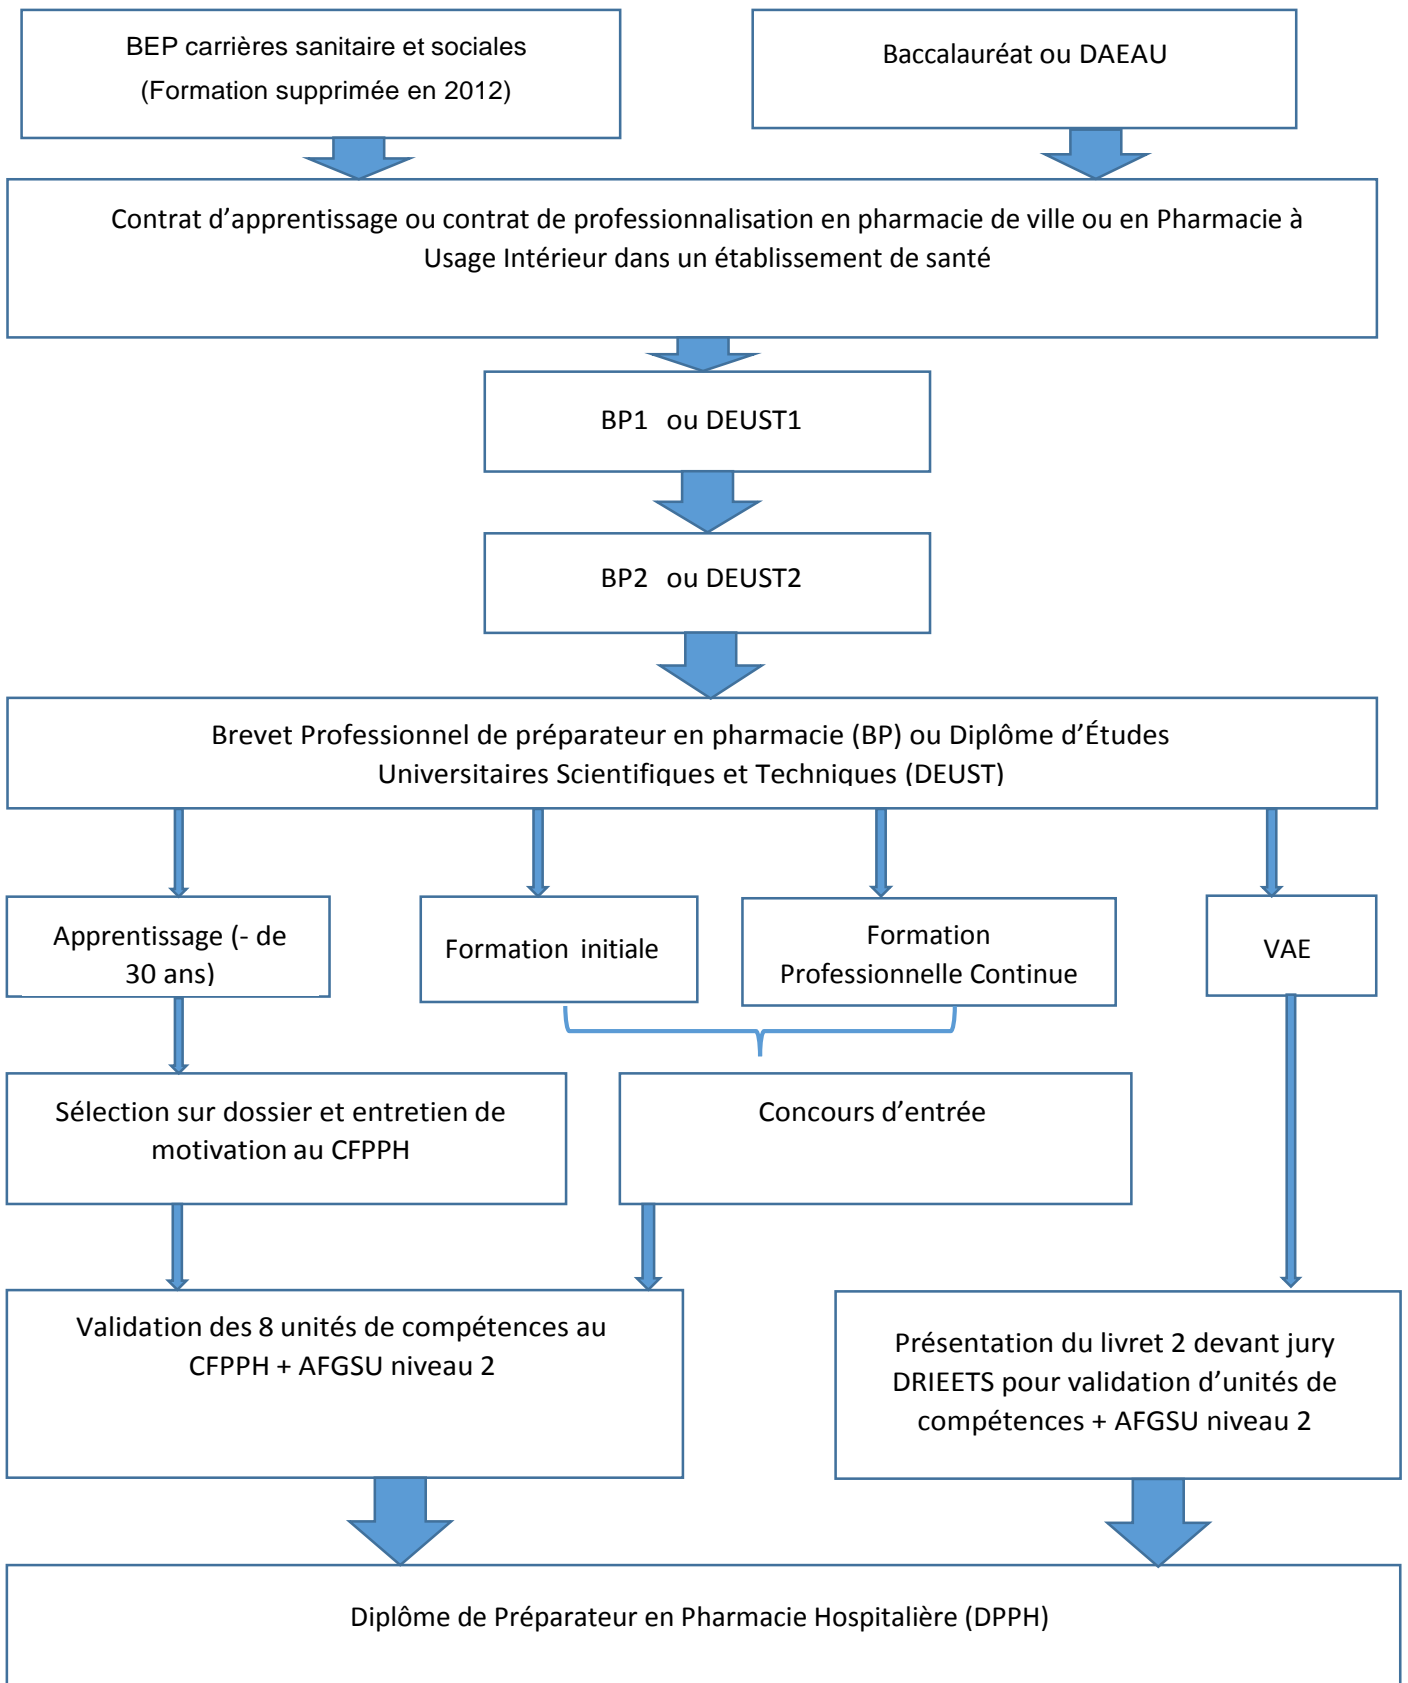 BEP carrières sanitaire et sociales
(Formation supprimée en 2012)
Baccalauréat ou DAEAU
Contrat d’apprentissage ou contrat de professionnalisation en pharmacie de ville ou en Pharmacie à
Usage Intérieur dans un établissement de santé
BP1 ou DEUST1
BP2 ou DEUST2
Brevet Professionnel de préparateur en pharmacie (BP) ou Diplôme d’Études
Universitaires Scientifiques et Techniques (DEUST)
Apprentissage (- de
30 ans)
Formation initiale
Formation
Professionnelle Continue
VAE
Sélection sur dossier et entretien de
motivation au CFPPH
Concours d’entrée
Validation des 8 unités de compétences au
CFPPH + AFGSU niveau 2
Présentation du livret 2 devant jury
DRIEETS pour validation d’unités de
compétences + AFGSU niveau 2
Diplôme de Préparateur en Pharmacie Hospitalière (DPPH)